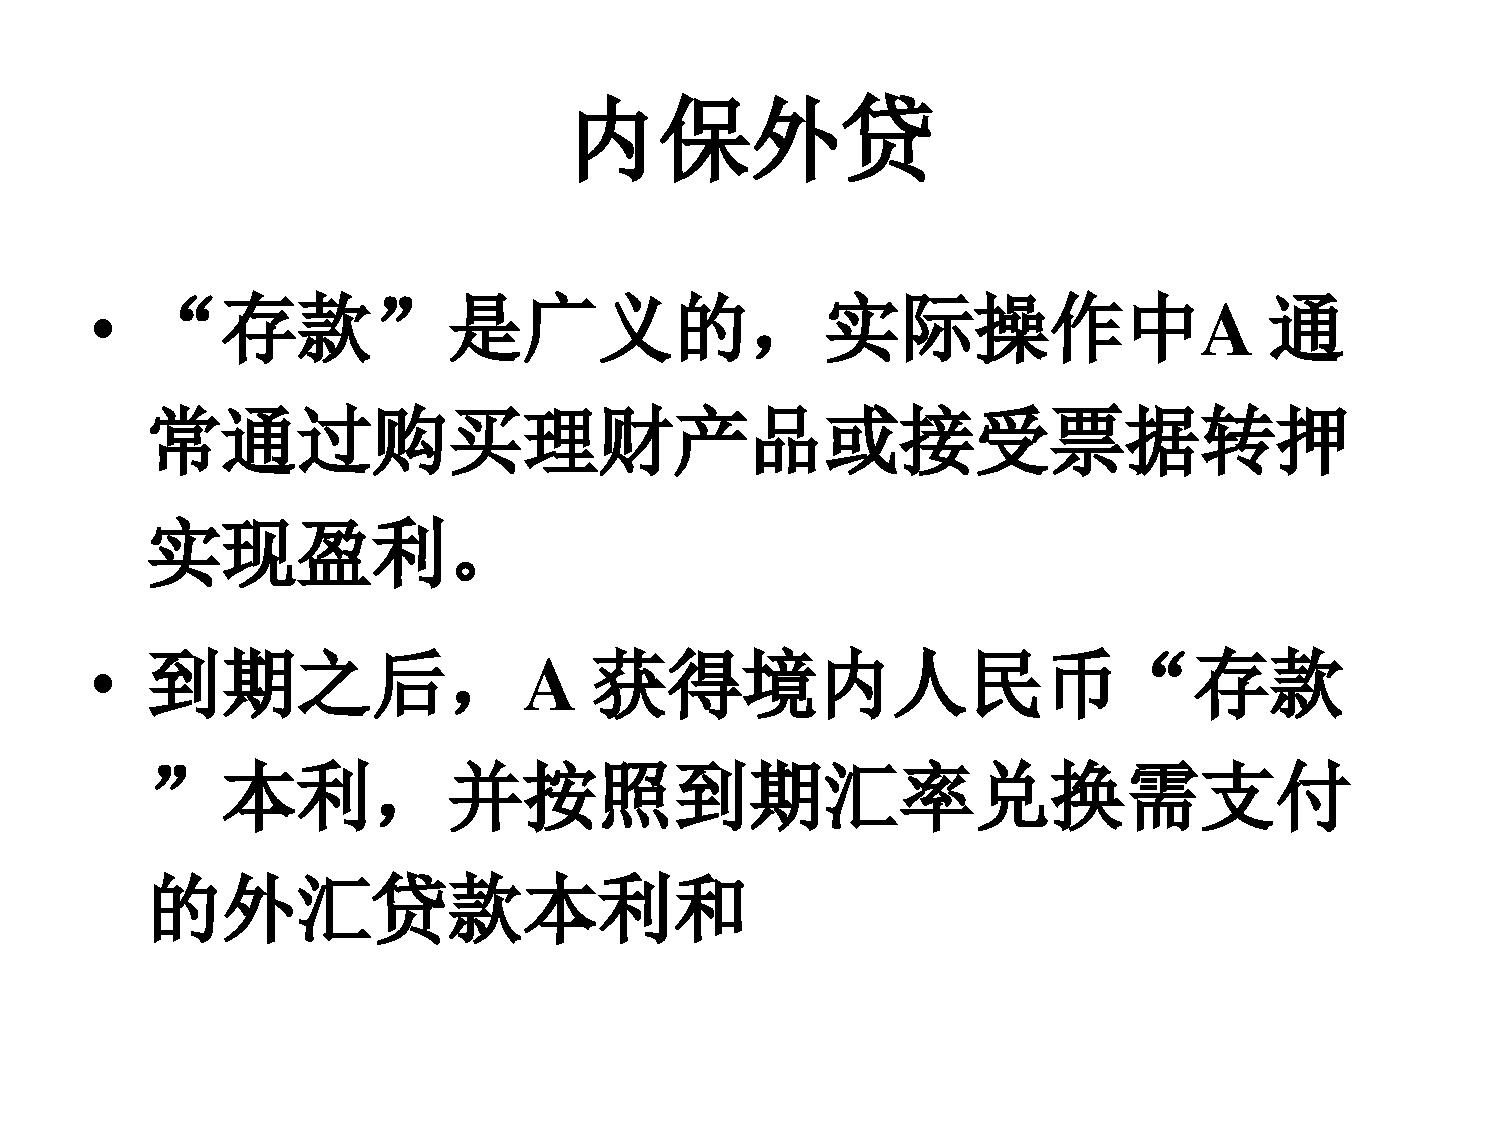 内保外贷
• “存款”是广义的，实际操作中A 通
常通过购买理财产品或接受票据转押
实现盈利。
• 到期之后，A 获得境内人民币“存款
”本利，并按照到期汇率兑换需支付
的外汇贷款本利和